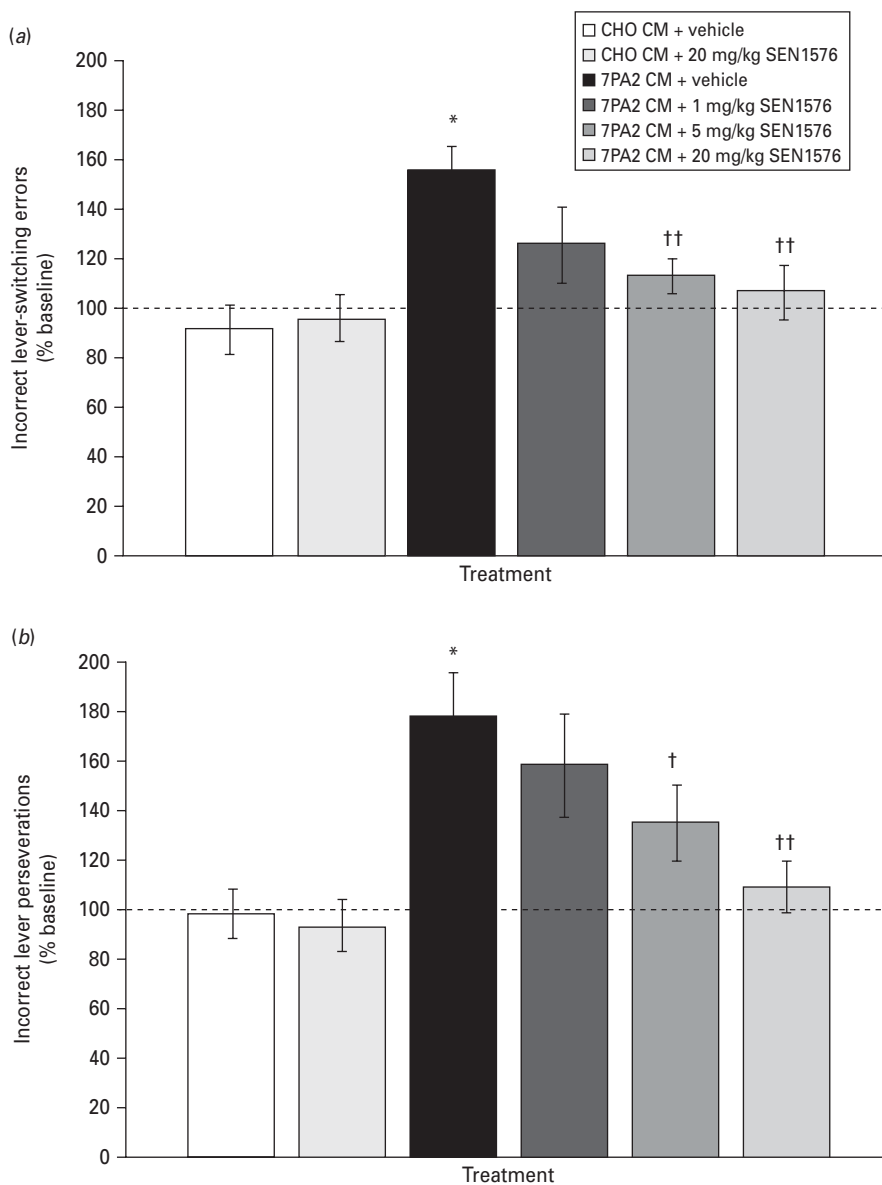 (a)
200
180
160
140
120
100
80
60
40
20
0
Incorrect lever-switching errors
(% baseline)
CHO CM + vehicle
CHO CM + 20 mg/kg SEN1576
7PA2 CM + vehicle
7PA2 CM + 1 mg/kg SEN1576
7PA2 CM + 5 mg/kg SEN1576
7PA2 CM + 20 mg/kg SEN1576
*
††
††
Treatment
(b)
200
180
160
140
120
100
80
60
40
20
0
Incorrect lever perseverations
(% baseline)
*
†
††
Treatment